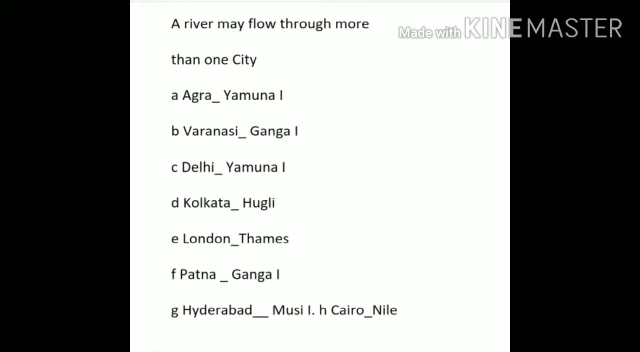 A river may flow through more
Made with KINEMASTER
than one City
a Agra_ Yamuna I
b Varanasi_ Ganga I
c Delhi_ Yamuna I
d Kolkata_ Hugli
e London_Thames
f Patna _ Ganga I
g Hyderabad__ Musi I. h Cairo_Nile